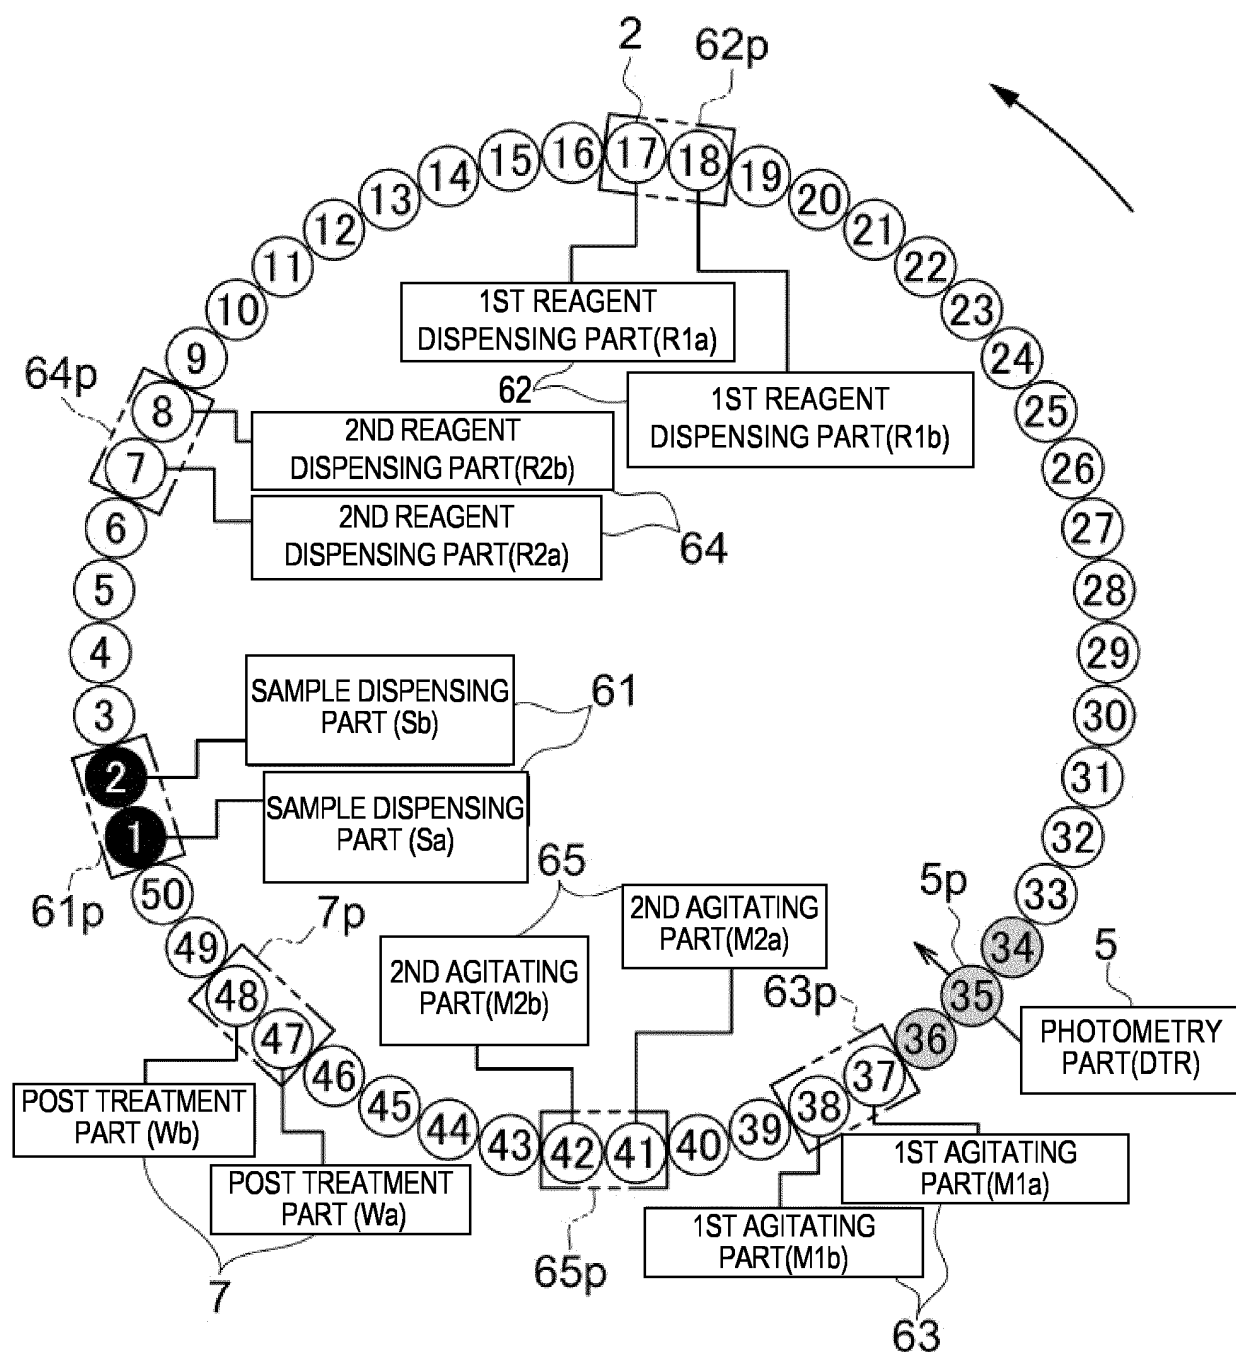 2
62p
15
16
17
18
19
14
20
13
21
12
22
11
23
10
24
9
25
64p
8
26
7
27
6
28
5
29
4
30
3
31
2
32
1
33
50
34
49
35
48
36
47
37
46
38
45
39
44
43
42
41
40
1ST REAGENT
DISPENSING PART(R1a)
62
1ST REAGENT
DISPENSING PART(R1b)
2ND REAGENT
DISPENSING PART(R2b)
2ND REAGENT
DISPENSING PART(R2a)
64
SAMPLE DISPENSING
PART (Sb)
61
SAMPLE DISPENSING
PART (Sa)
61p
65
7p
2ND AGITATING
PART(M2a)
2ND AGITATING
PART(M2b)
5p
5
63p
PHOTOMETRY
PART(DTR)
POST TREATMENT
PART (Wb)
POST TREATMENT
PART (Wa)
7
65p
1ST AGITATING
PART(M1a)
1ST AGITATING
PART(M1b)
63